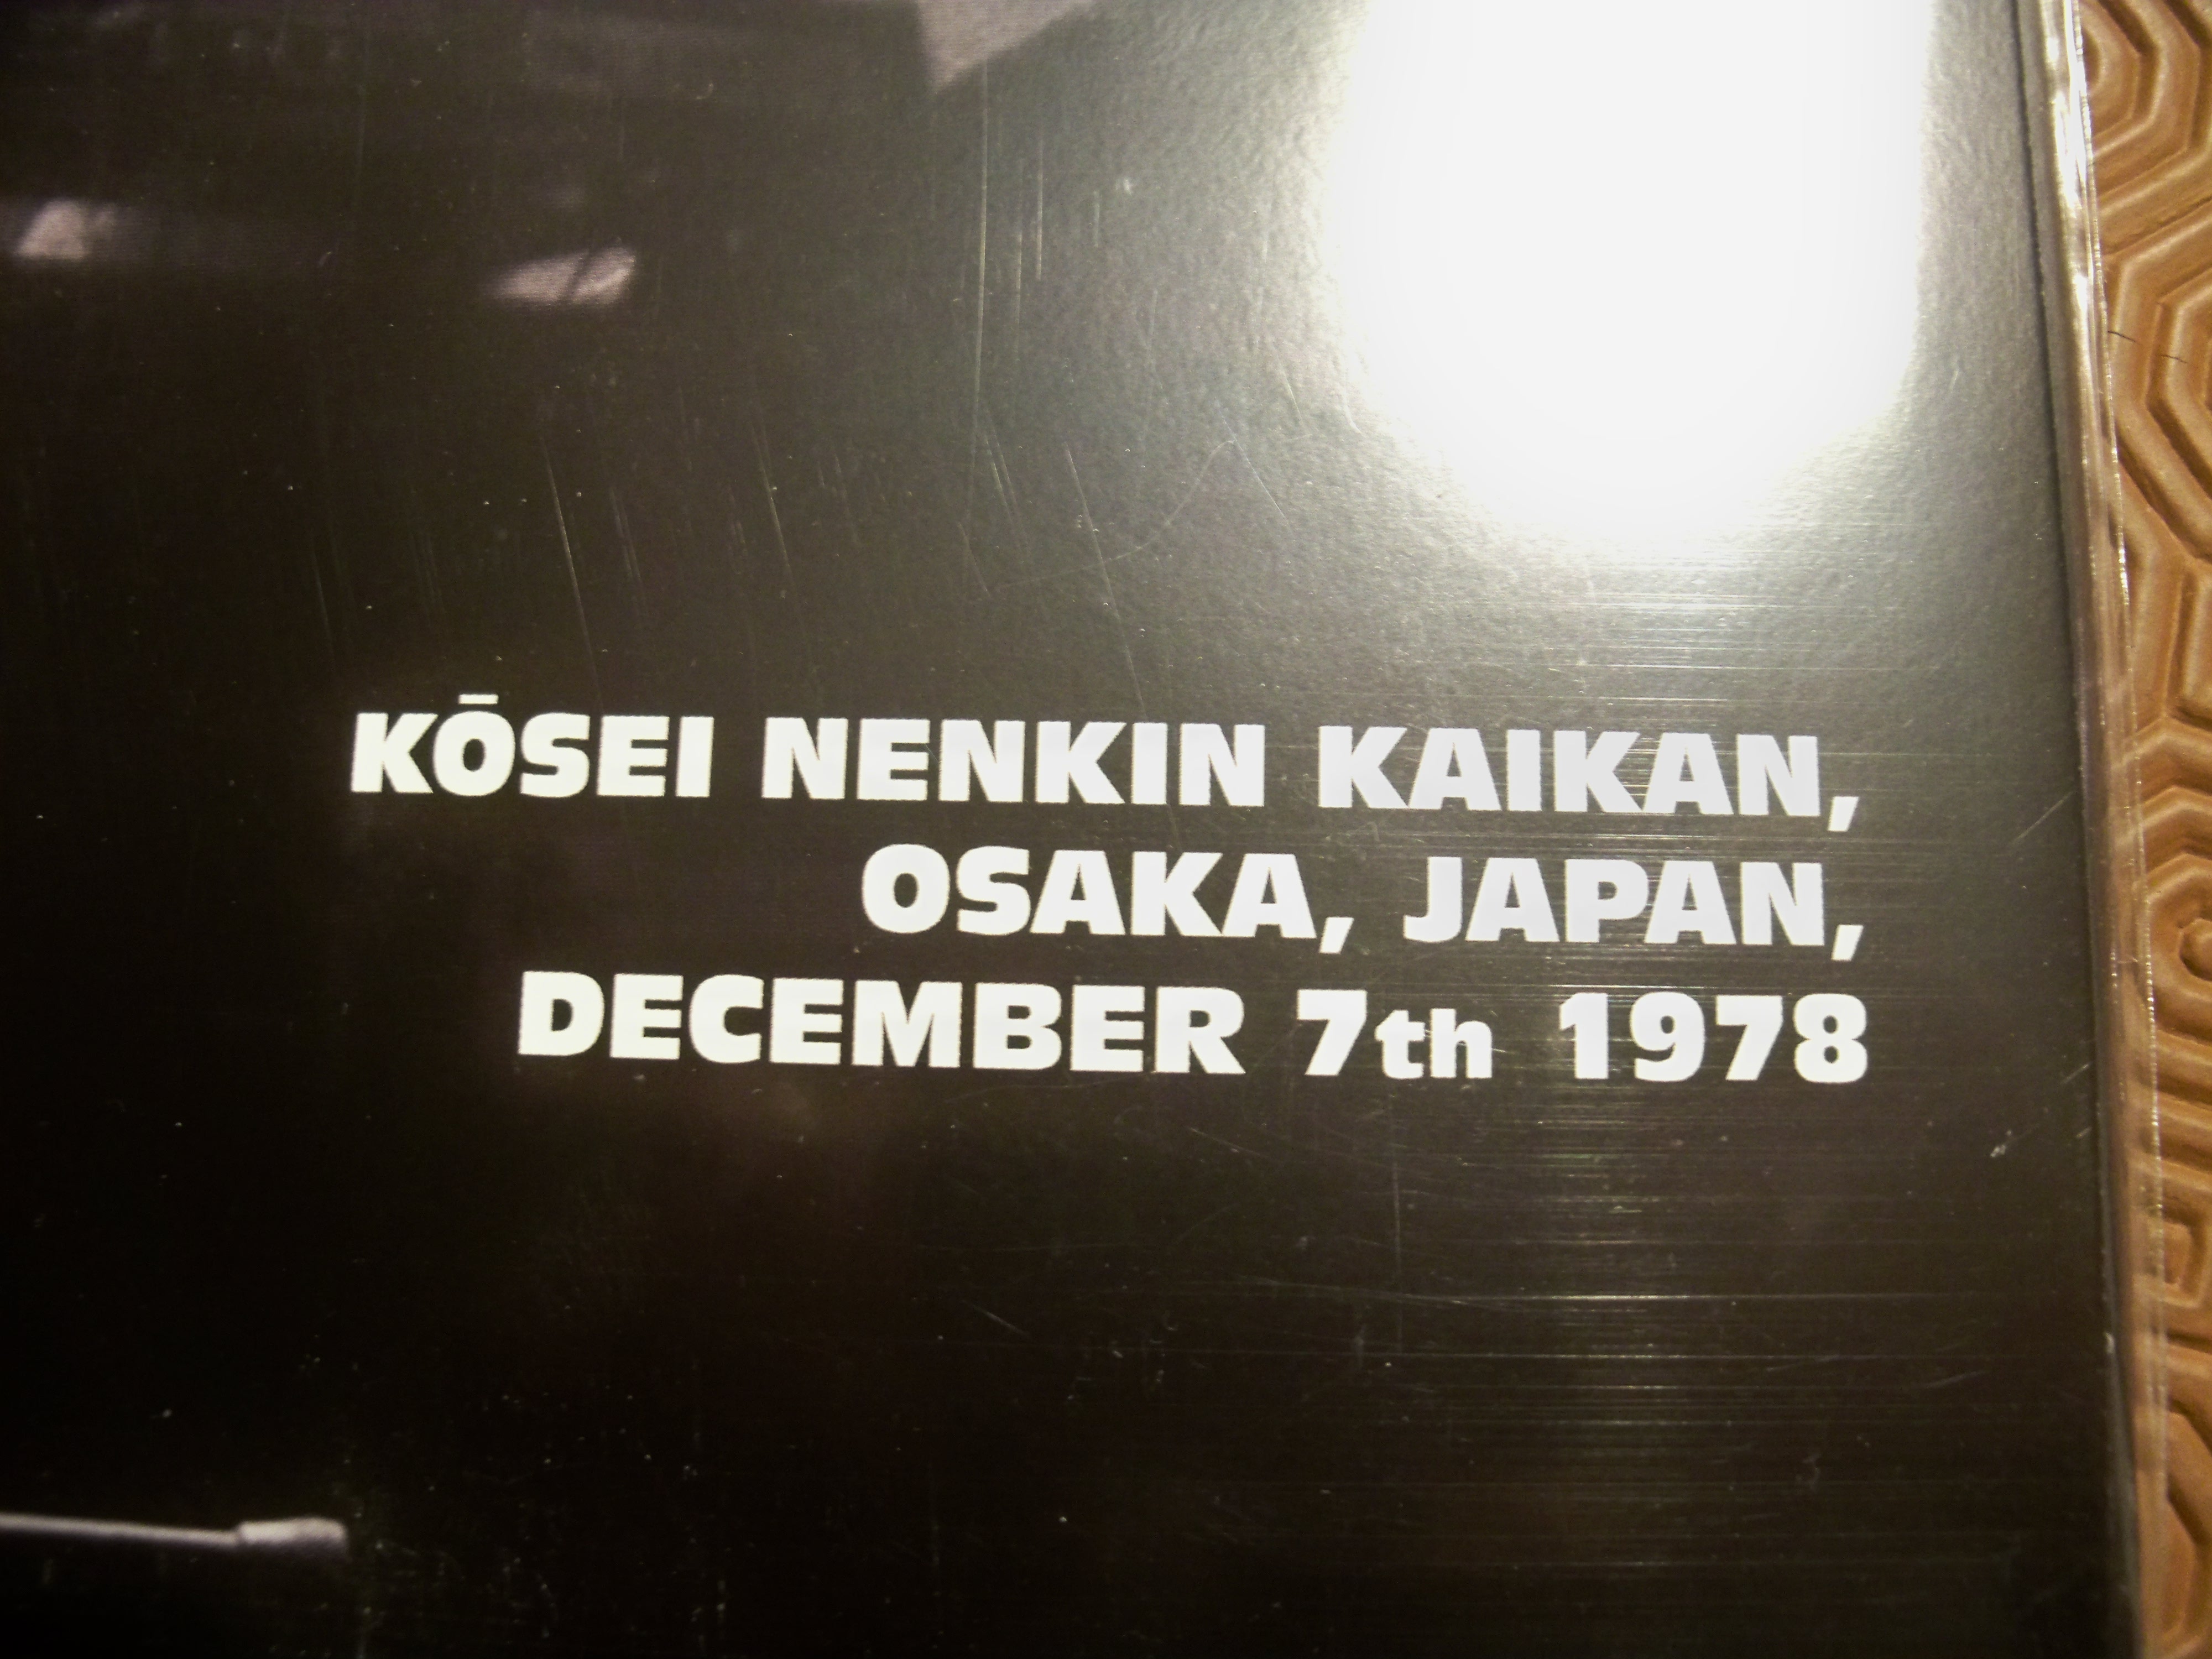 KŌSEI NENKIN KAIKAN,
OSAKA, JAPAN,
DECEMBER 7th 1978